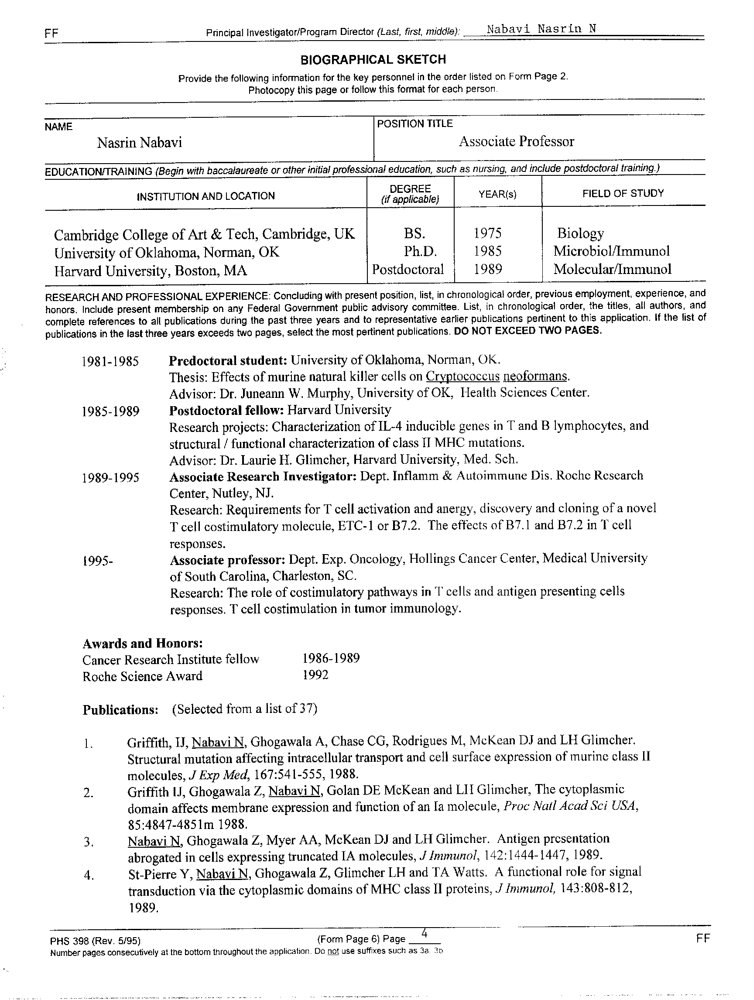 FF Principal Investigator/Program Director (Last, first, middle): Nabavi Nasrin N
BIOGRAPHICAL SKETCH
Provide the following information for the key personnel in the order listed on Form Page 2.
Photocopy this page or follow this format for each person.
NAME POSITION TITLE
Nasrin Nabavi Associate Professor
EDUCATION/TRAINING (Begin with baccalaureate or other initial professional education, such as nursing, and include postdoctoral training.)
INSTITUTION AND LOCATION DEGREE (if applicable) YEAR(s) FIELD OF STUDY
Cambridge College of Art & Tech, Cambridge, UK BS. 1975 Biology
University of Oklahoma, Norman, OK Ph.D. 1985 Microbiol/Immunol
Harvard University, Boston, MA Postdoctoral 1989 Molecular/Immunol
RESEARCH AND PROFESSIONAL EXPERIENCE: Concluding with present position, list, in chronological order, previous employment, experience, and
honors. Include present membership on any Federal Government public advisory committee. List, in chronological order, the titles, all authors, and
complete references to all publications during the past three years and to representative earlier publications pertinent to this application. If the list of
publications in the last three years exceeds two pages, select the most pertinent publications. DO NOT EXCEED TWO PAGES.
1981-1985 Predoctoral student: University of Oklahoma, Norman, OK.
Thesis: Effects of murine natural killer cells on Cryptococcus neoformans.
Advisor: Dr. Juneann W. Murphy, University of OK, Health Sciences Center.
1985-1989 Postdoctoral fellow: Harvard University
Research projects: Characterization of IL-4 inducible genes in T and B lymphocytes, and
structural / functional characterization of class II MHC mutations.
Advisor: Dr. Laurie H. Glimcher, Harvard University, Med. Sch.
1989-1995 Associate Research Investigator: Dept. Inflamm & Autoimmune Dis. Roche Research
Center, Nutley, NJ.
Research: Requirements for T cell activation and anergy, discovery and cloning of a novel
T cell costimulatory molecule, ETC-1 or B7.2. The effects of B7.1 and B7.2 in T cell
responses.
1995- Associate professor: Dept. Exp. Oncology, Hollings Cancer Center, Medical University
of South Carolina, Charleston, SC.
Research: The role of costimulatory pathways in T cells and antigen presenting cells
responses. T cell costimulation in tumor immunology.
Awards and Honors:
Cancer Research Institute fellow 1986-1989
Roche Science Award 1992
Publications: (Selected from a list of 37)
1. Griffith, IJ, Nabavi N, Ghogawala A, Chase CG, Rodrigues M, McKean DJ and LH Glimcher.
Structural mutation affecting intracellular transport and cell surface expression of murine class II
molecules, J Exp Med, 167:541-555, 1988.
2. Griffith IJ, Ghogawala Z, Nabavi N, Golan DE McKean and LH Glimcher, The cytoplasmic
domain affects membrane expression and function of an Ia molecule, Proc Natl Acad Sci USA,
85:4847-4851m 1988.
3. Nabavi N, Ghogawala Z, Myer AA, McKean DJ and LH Glimcher. Antigen presentation
abrogated in cells expressing truncated IA molecules, J Immunol, 142:1444-1447, 1989.
4. St-Pierre Y, Nabavi N, Ghogawala Z, Glimcher LH and TA Watts. A functional role for signal
transduction via the cytoplasmic domains of MHC class II proteins, J Immunol, 143:808-812,
1989.
PHS 398 (Rev. 5/95) (Form Page 6) Page 4 FF
Number pages consecutively at the bottom throughout the application. Do not use suffixes such as 3a, 3b